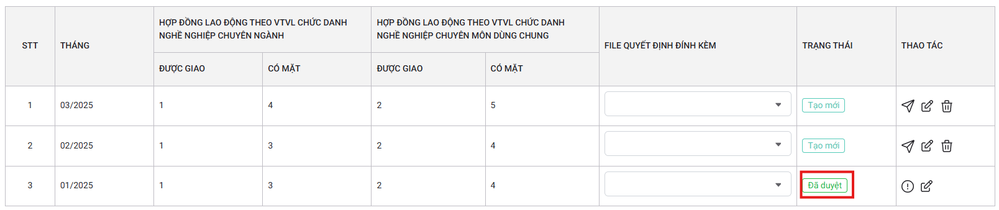 STT
THÁNG
HỢP ĐỒNG LAO ĐỘNG THEO VTVL CHỨC DANH
NGHỀ NGHIỆP CHUYÊN NGÀNH
HỢP ĐỒNG LAO ĐỘNG THEO VTVL CHỨC DANH
NGHỀ NGHIỆP CHUYÊN MÔN DÙNG CHUNG
FILE QUYẾT ĐỊNH ĐÍNH KÈM
TRẠNG THÁI
THAO TÁC
ĐƯỢC GIAO
CÓ MẶT
ĐƯỢC GIAO
CÓ MẶT
1 03/2025 1 4 2 5 Tạo mới
2 02/2025 1 3 2 4 Tạo mới
3 01/2025 1 3 2 4 Đã duyệt